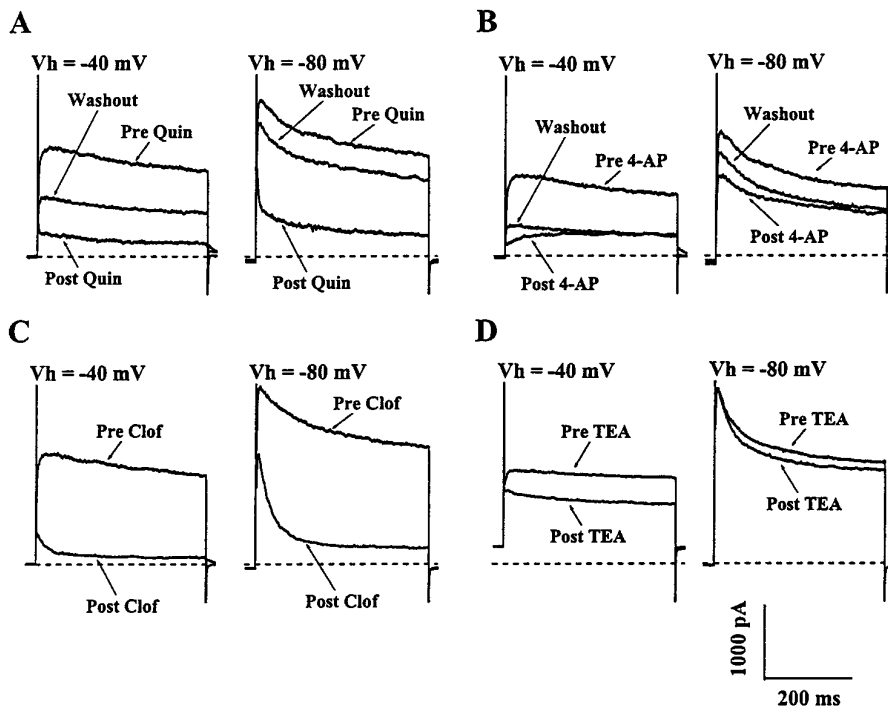 A
Vh = -40 mV
Washout
Pre Quin
Post Quin
Vh = -80 mV
Washout
Pre Quin
Post Quin
B
Vh = -40 mV
Washout
Pre 4-AP
Post 4-AP
Vh = -80 mV
Washout
Pre 4-AP
Post 4-AP
C
Vh = -40 mV
Pre Clof
Post Clof
Vh = -80 mV
Pre Clof
Post Clof
D
Vh = -40 mV
Pre TEA
Post TEA
Vh = -80 mV
Pre TEA
Post TEA
1000 pA
200 ms